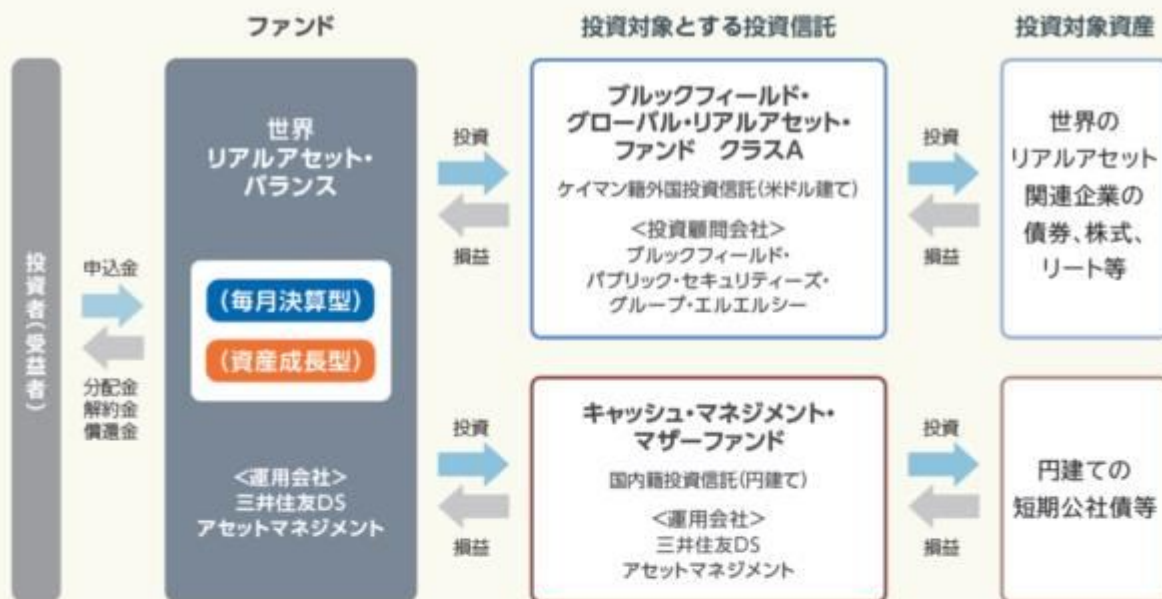 ファンド
投資対象とする投資信託
投資対象資産
投資者(受益者)
申込金
分配金
解約金
償還金
世界
リアルアセット・
バランス
(毎月決算型)
(資産成長型)
<運用会社>
三井住友DS
アセットマネジメント
投資
損益
ブルックフィールド・
グローバル・リアルアセット・
ファンド クラスA
ケイマン籍外国投資信託(米ドル建て)
<投資顧問会社>
ブルックフィールド・
パブリック・セキュリティーズ・
グループ・エルエルシー
投資
損益
世界の
リアルアセット
関連企業の
債券、株式、
リート等
投資
損益
キャッシュ・マネジメント・
マザーファンド
国内籍投資信託(円建て)
<運用会社>
三井住友DS
アセットマネジメント
投資
損益
円建ての
短期公社債等